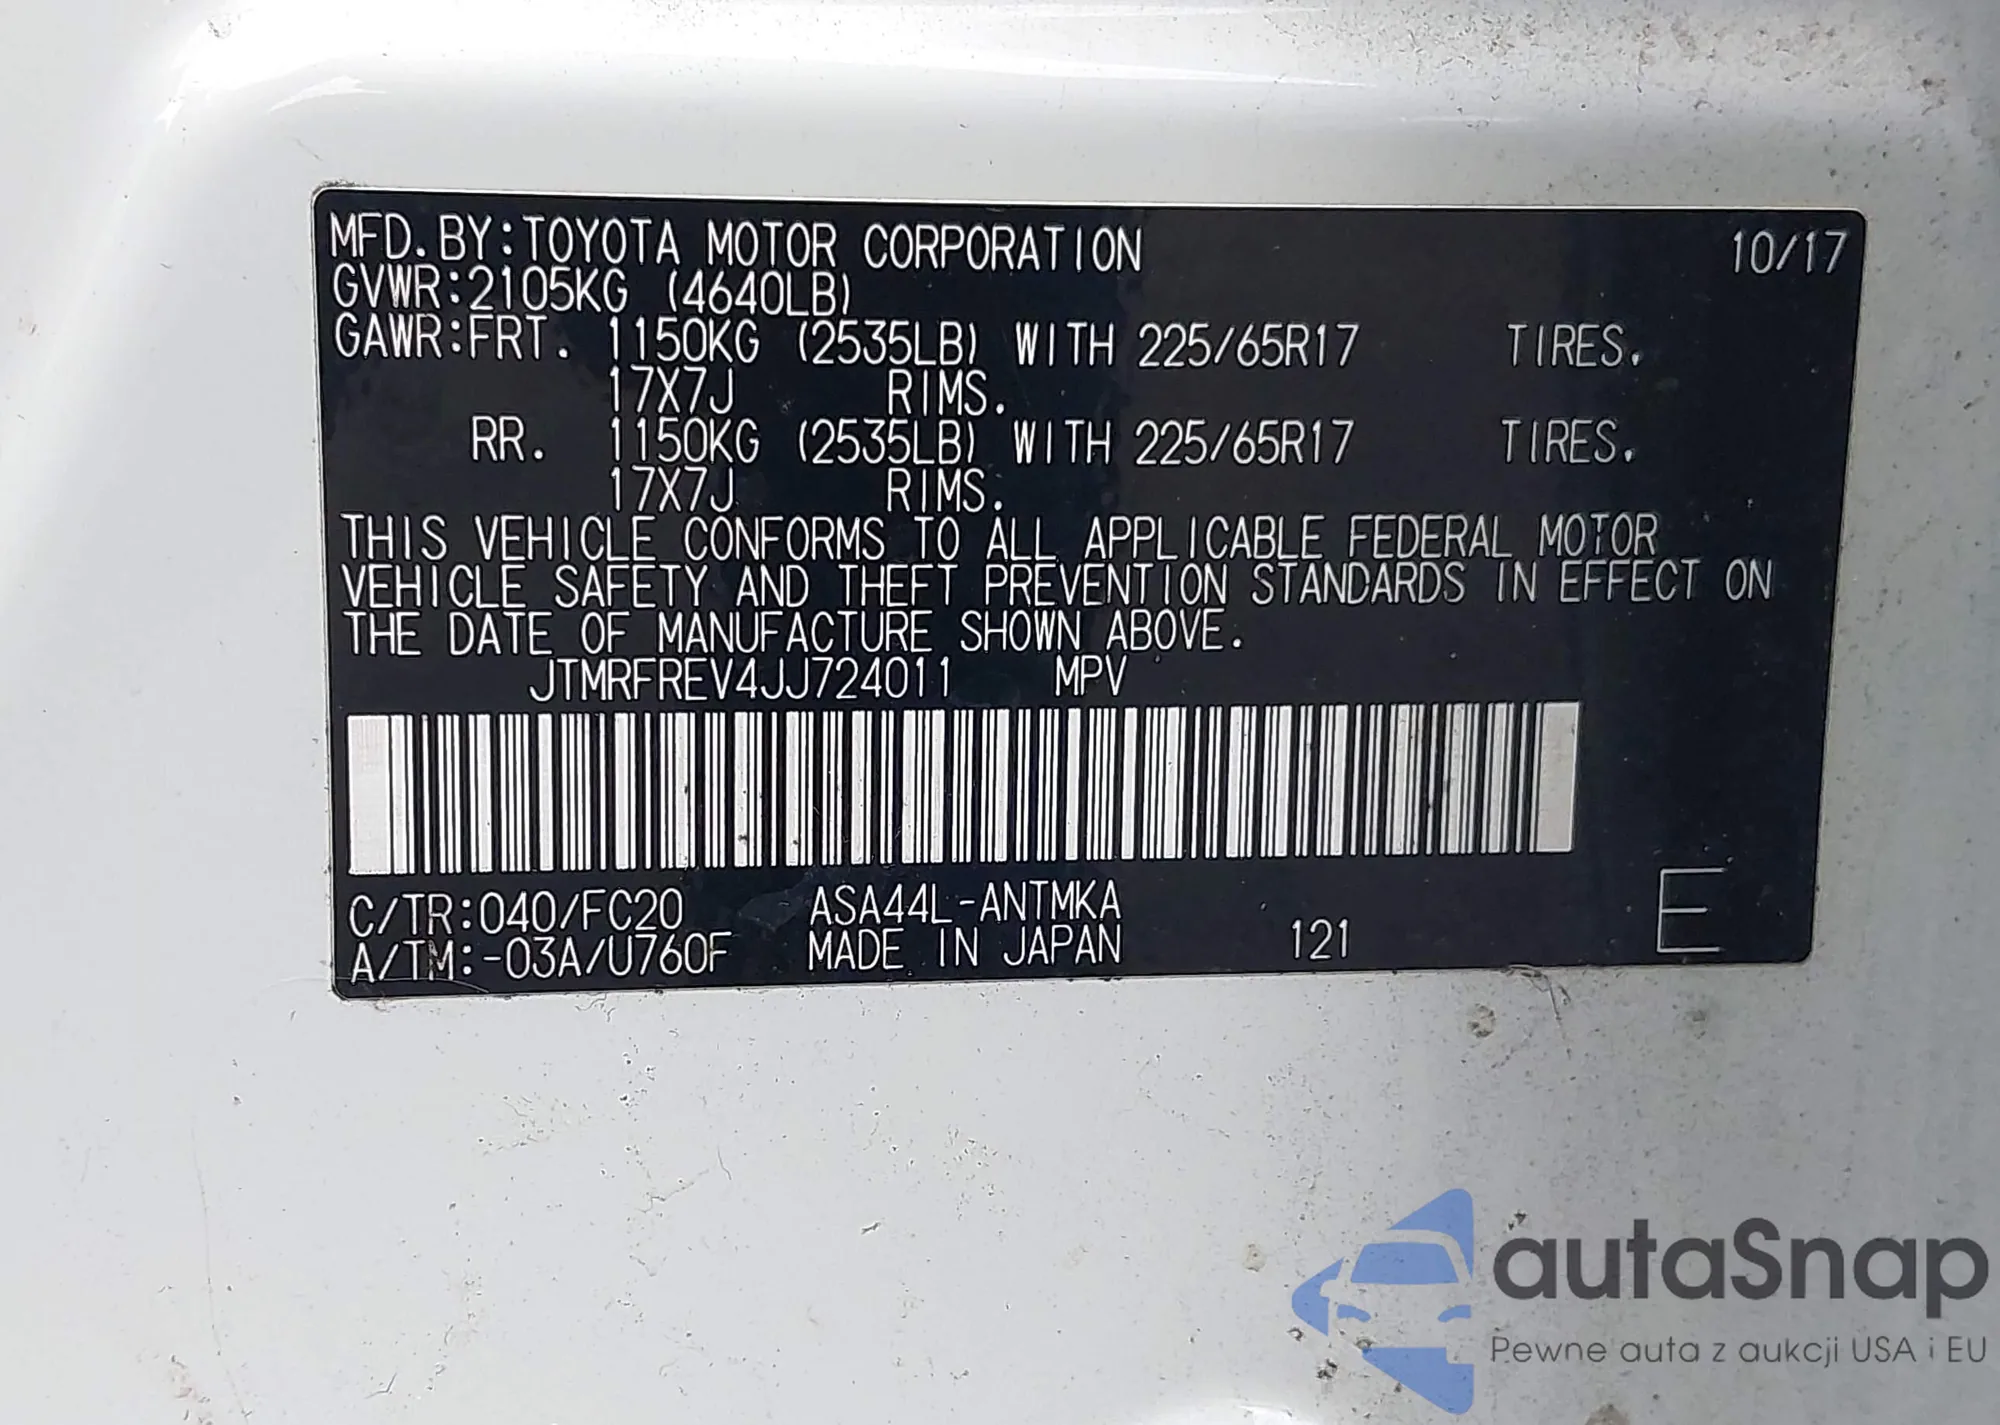 MFD.BY:TOYOTA MOTOR CORPORATION 10/17
GVWR:2105KG (4640LB)
GAWR:FRT. 1150KG (2535LB) WITH 225/65R17 TIRES.
17X7J RIMS.
RR. 1150KG (2535LB) WITH 225/65R17 TIRES.
17X7J RIMS.
THIS VEHICLE CONFORMS TO ALL APPLICABLE FEDERAL MOTOR
VEHICLE SAFETY AND THEFT PREVENTION STANDARDS IN EFFECT ON
THE DATE OF MANUFACTURE SHOWN ABOVE.
JTMRFREV4JJ724011 MPV
C/TR:040/FC20 ASA44L-ANTMKA
A/TM:-03A/U760F MADE IN JAPAN 121 E
autaSnap
Pewne auta z aukcji USA i EU